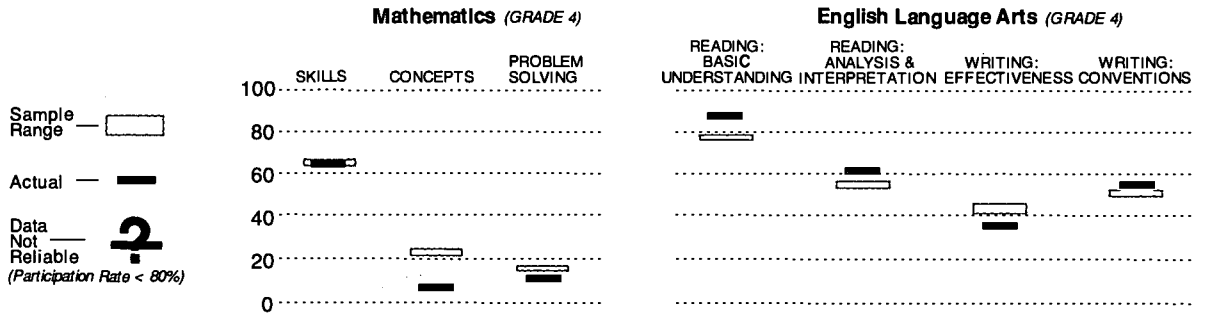 Mathematics (GRADE 4)
English Language Arts (GRADE 4)
SKILLS
CONCEPTS
PROBLEM
SOLVING
READING:
BASIC
UNDERSTANDING
READING:
ANALYSIS &
INTERPRETATION
WRITING:
EFFECTIVENESS
WRITING:
CONVENTIONS
100
80
60
40
20
0
Sample
Range
Actual
Data
Not
Reliable
?
(Participation Rate < 80%)